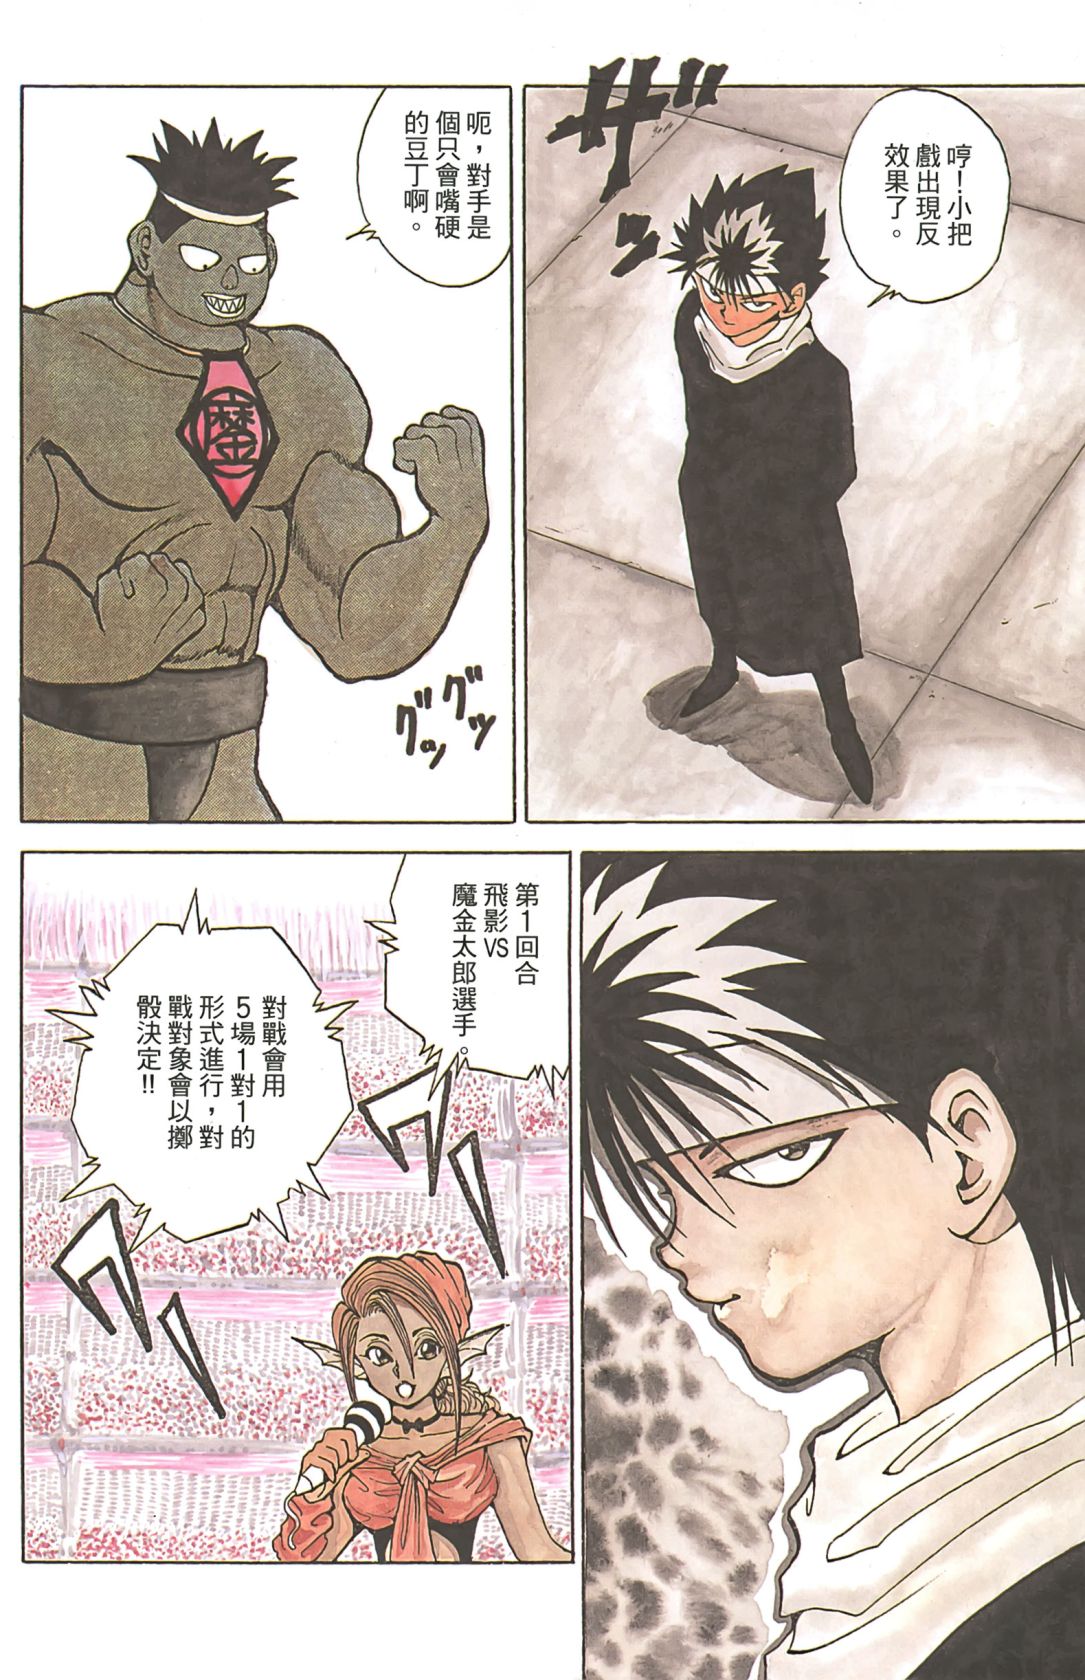 哼！小把
戲出現反
效果了。
ザッ
呃，對手是
個只會嘴硬
的豆丁啊。
グッグッ
第1回合
飛影VS
魔金太郎選手。
對戰會用
5場1對1的
形式進行，對
戰對象會以擲
骰決定!!
ワァ
ワァ